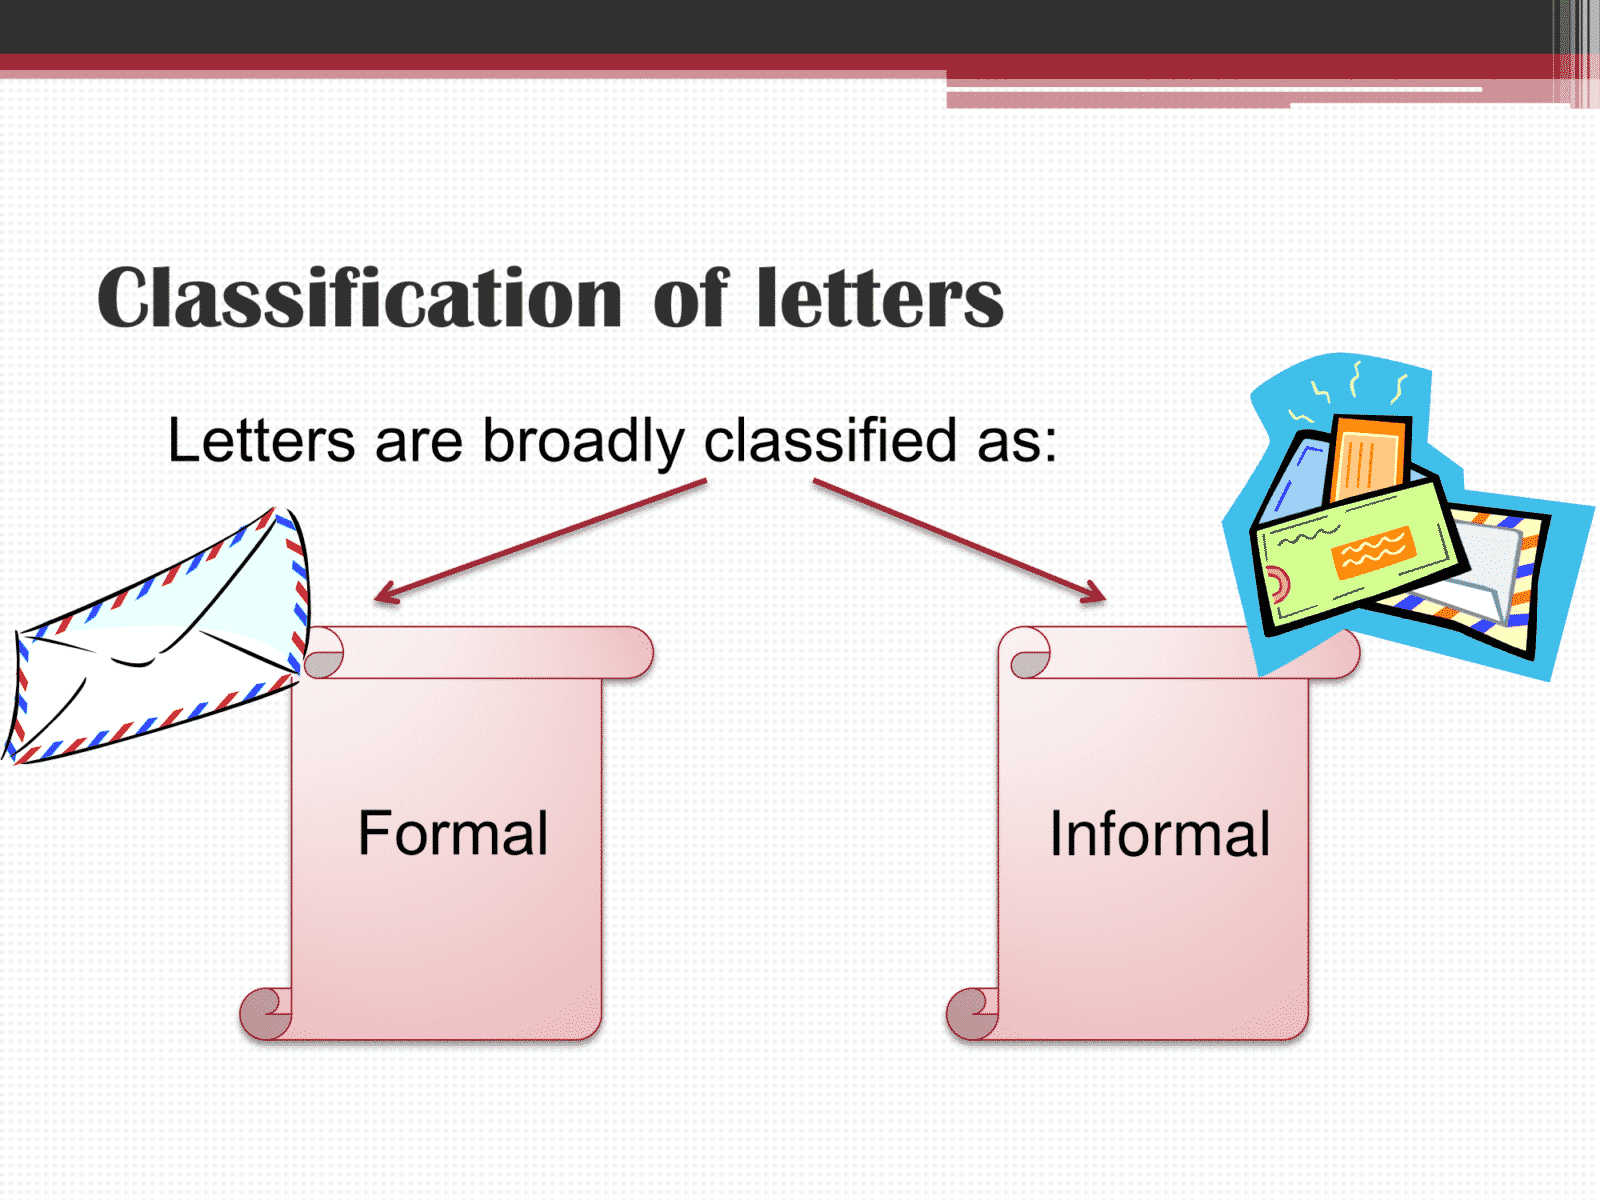 Classification of letters
Letters are broadly classified as:
Formal
Informal